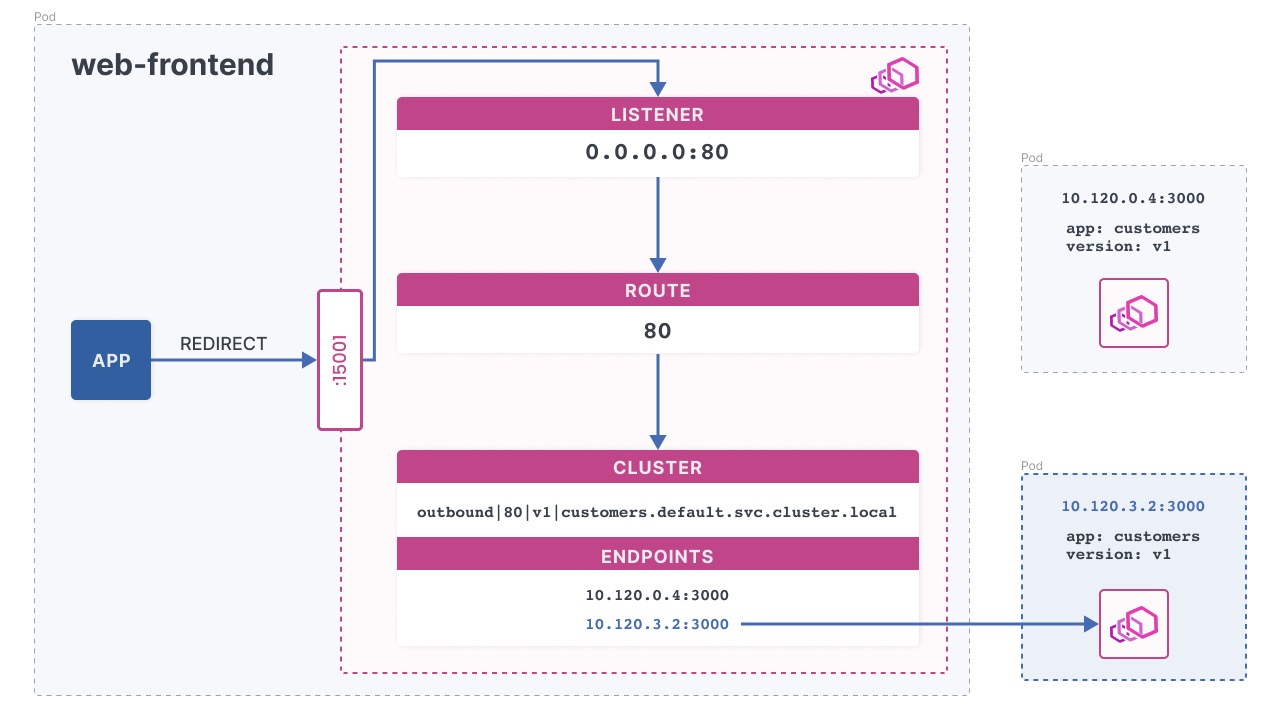 Pod
web-frontend
LISTENER
0.0.0.0:80
ROUTE
80
APP
REDIRECT
:15001
CLUSTER
outbound|80|v1|customers.default.svc.cluster.local
ENDPOINTS
10.120.0.4:3000
10.120.3.2:3000
Pod
10.120.0.4:3000
app: customers
version: v1
Pod
10.120.3.2:3000
app: customers
version: v1